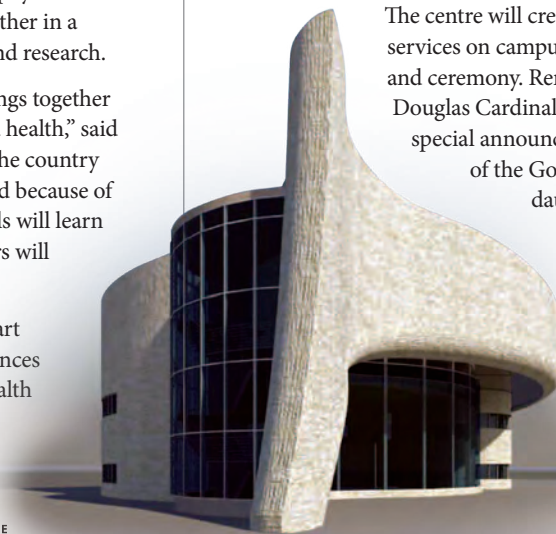 ther in a
nd research.
ngs together
health,” said
he country
d because of
ls will learn
rs will
art
nces
alth
E
The centre will cre
services on campu
and ceremony. Ren
Douglas Cardinal
special announc
of the Go
dau